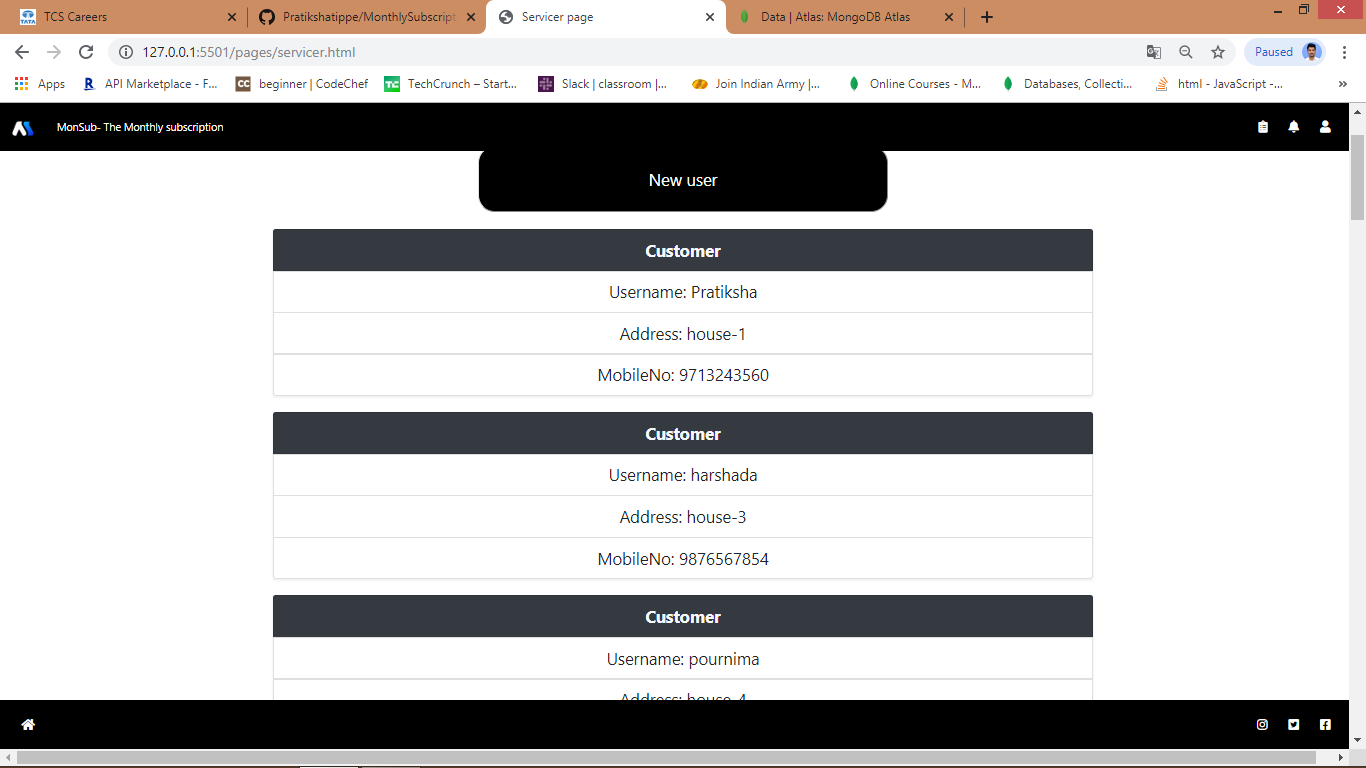 TCS Careers
Pratikshatippe/MonthlySubscript
Servicer page
Data | Atlas: MongoDB Atlas
127.0.0.1:5501/pages/servicer.html
Paused
Apps
API Marketplace - F...
beginner | CodeChef
TechCrunch – Start...
Slack | classroom |...
Join Indian Army |...
Online Courses - M...
Databases, Collecti...
html - JavaScript -...
MonSub- The Monthly subscription
New user
Customer
Username: Pratiksha
Address: house-1
MobileNo: 9713243560
Customer
Username: harshada
Address: house-3
MobileNo: 9876567854
Customer
Username: pournima
Address: house-4